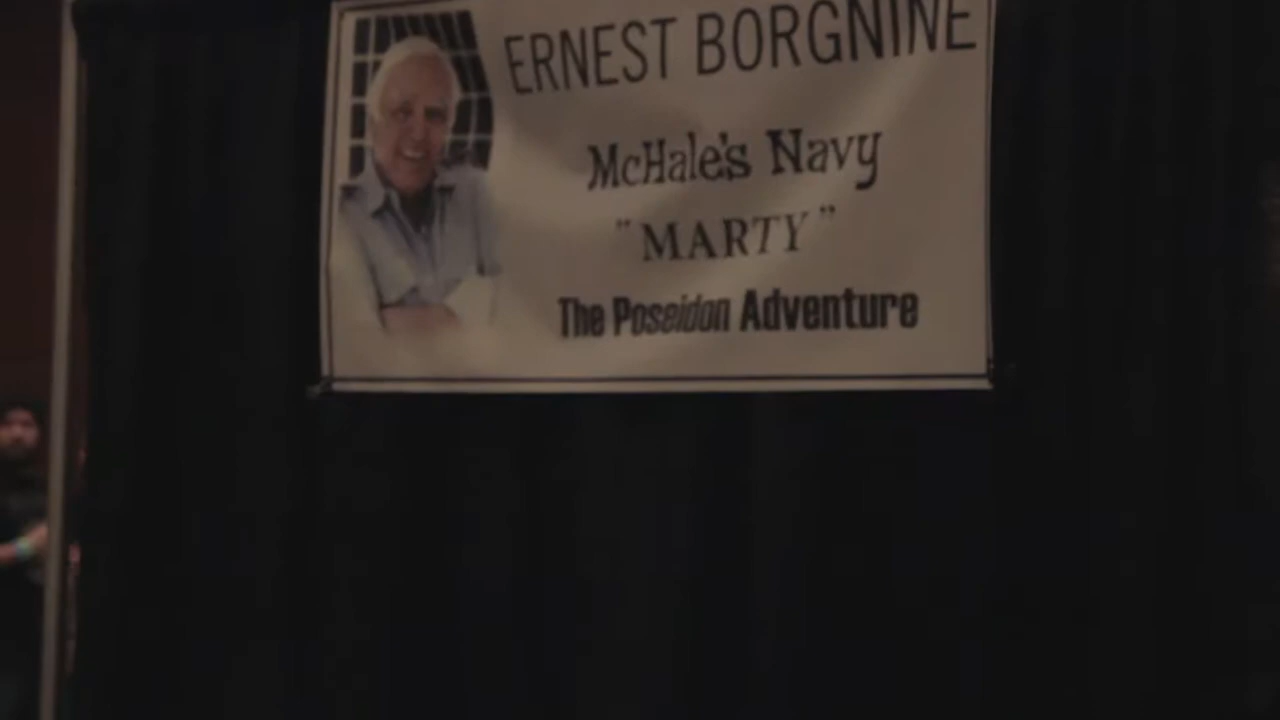 ERNEST BORGNINE
McHale's Navy
"MARTY"
The Poseidon Adventure